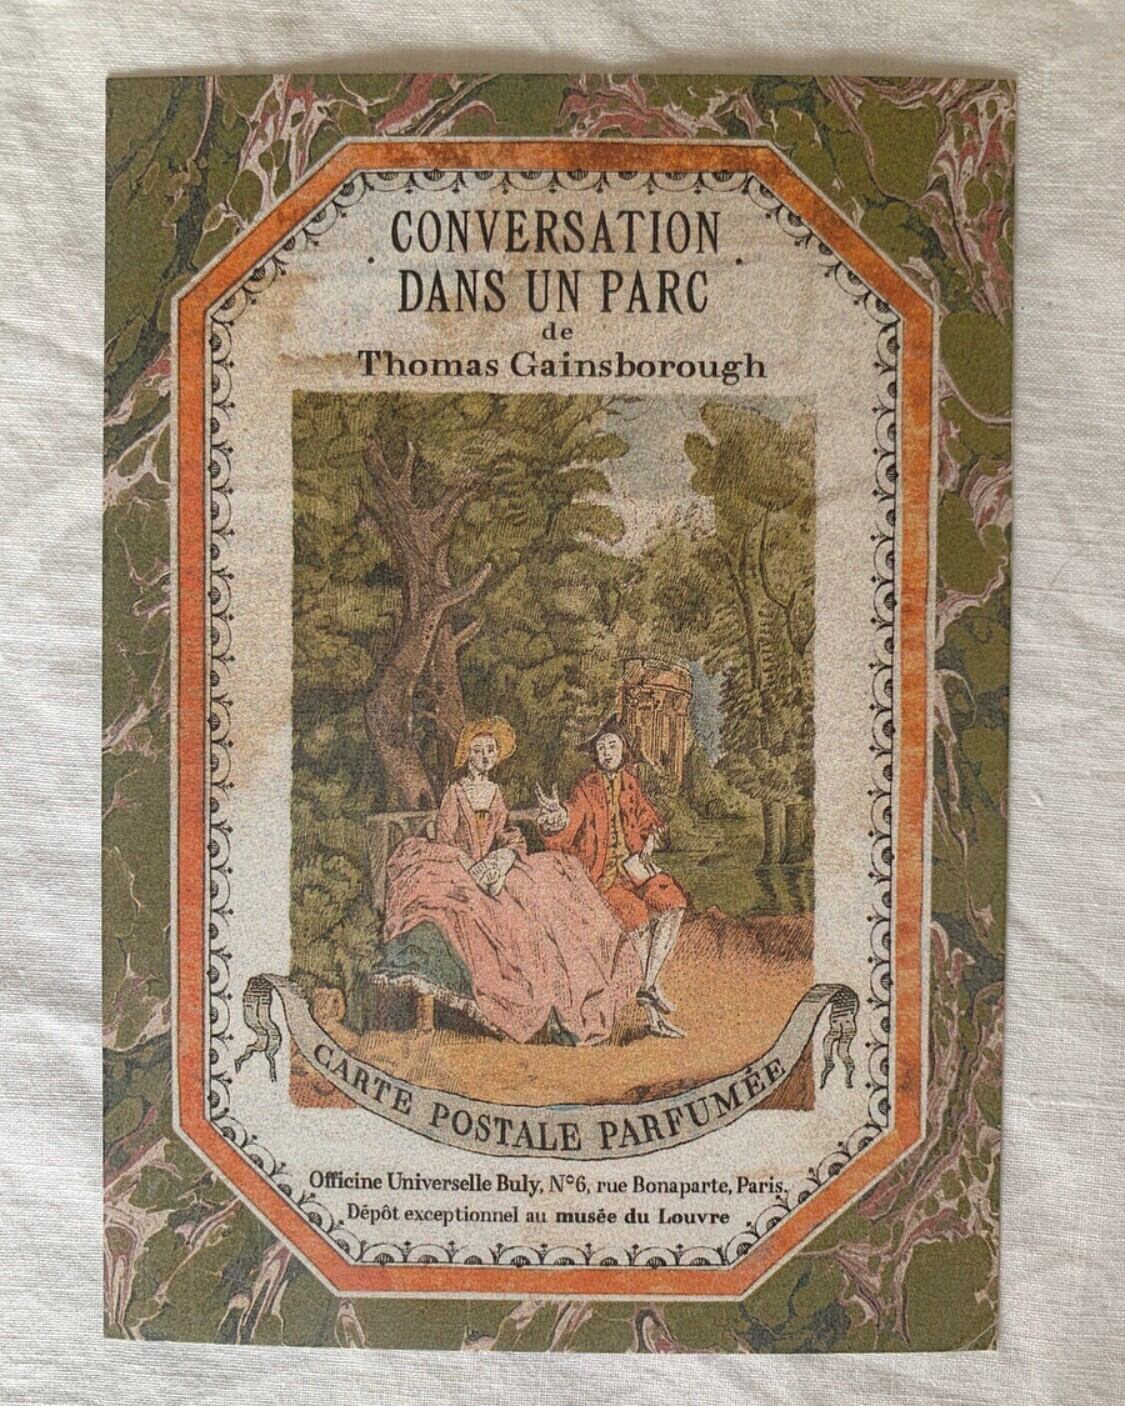 CONVERSATION
DANS UN PARC
de
Thomas Gainsborough
CARTE POSTALE PARFUMÉE
Officine Universelle Buly, N°6, rue Bonaparte, Paris.
Dépôt exceptionnel au musée du Louvre